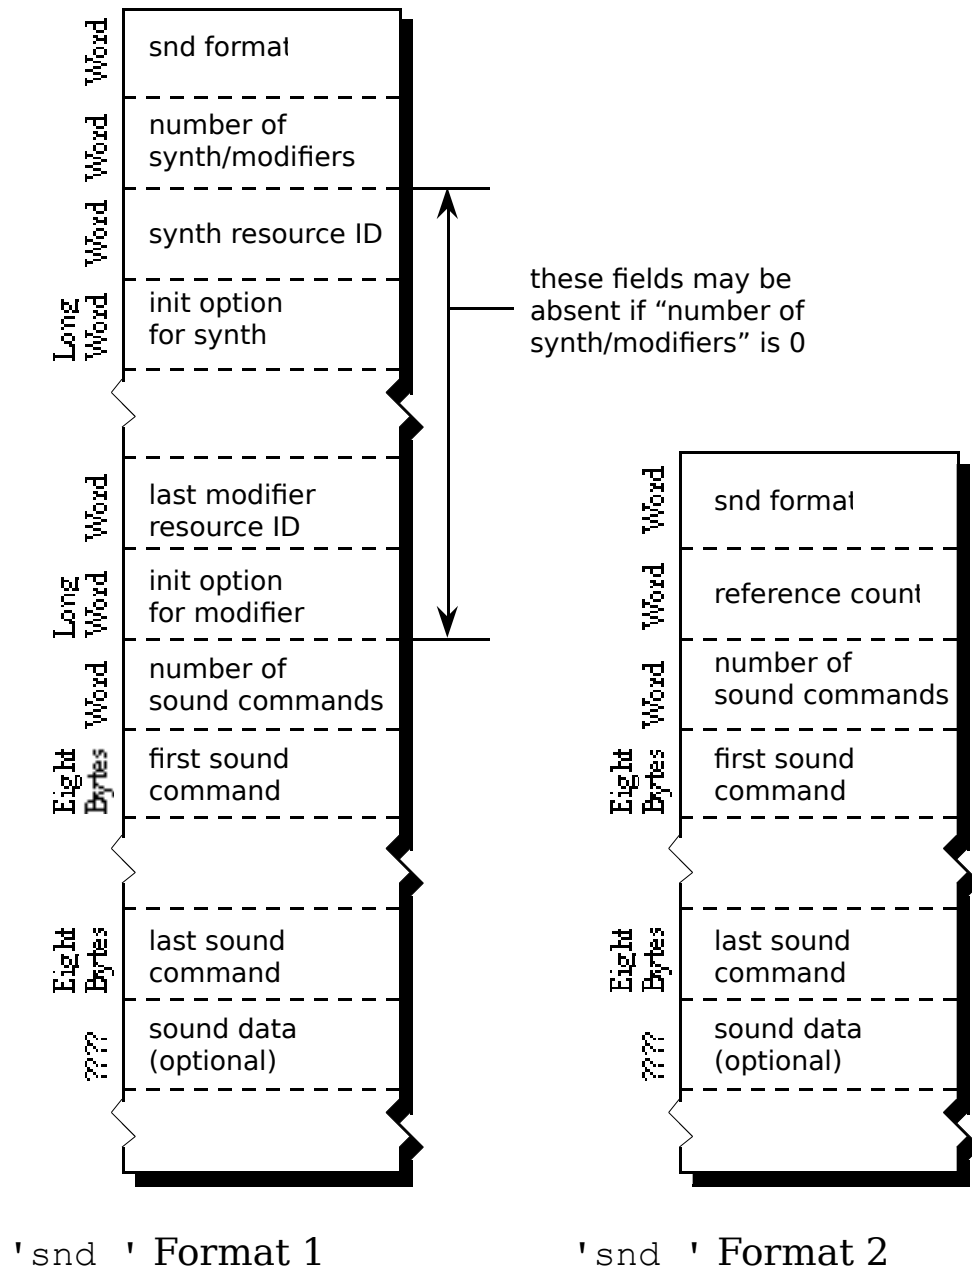 Word
snd format
Word
number of
synth/modifiers
Word
synth resource ID
Long
Word
init option
for synth
these fields may be
absent if “number of
synth/modifiers” is 0
Word
last modifier
resource ID
Long
Word
init option
for modifier
Word
number of
sound commands
Eight
Bytes
first sound
command
Eight
Bytes
last sound
command
????
sound data
(optional)
'snd ' Format 1
Word
snd format
Word
reference count
Word
number of
sound commands
Eight
Bytes
first sound
command
Eight
Bytes
last sound
command
????
sound data
(optional)
'snd ' Format 2